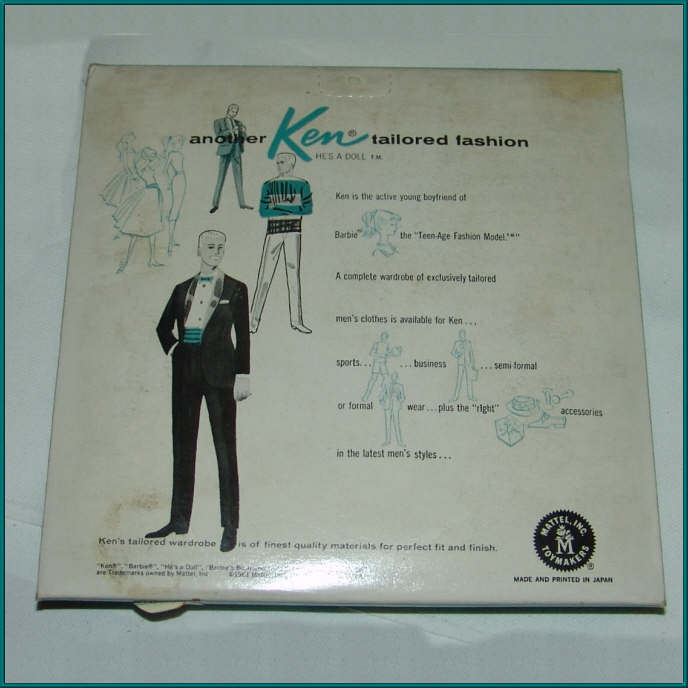 another Ken® tailored fashion
HE'S A DOLL T.M.
Ken is the active young boyfriend of
Barbie® the "Teen-Age Fashion Model."®"
A complete wardrobe of exclusively tailored
men's clothes is available for Ken...
sports... ...business ...semi-formal
or formal wear...plus the "right" accessories
in the latest men's styles...
Ken's tailored wardrobe is of finest quality materials for perfect fit and finish.
"Ken®", "Barbie®", "He's a Doll", "Barbie's Boyfriend"
are Trademarks owned by Mattel, Inc
MATTEL, INC.
M
TOYMAKERS
®
MADE AND PRINTED IN JAPAN